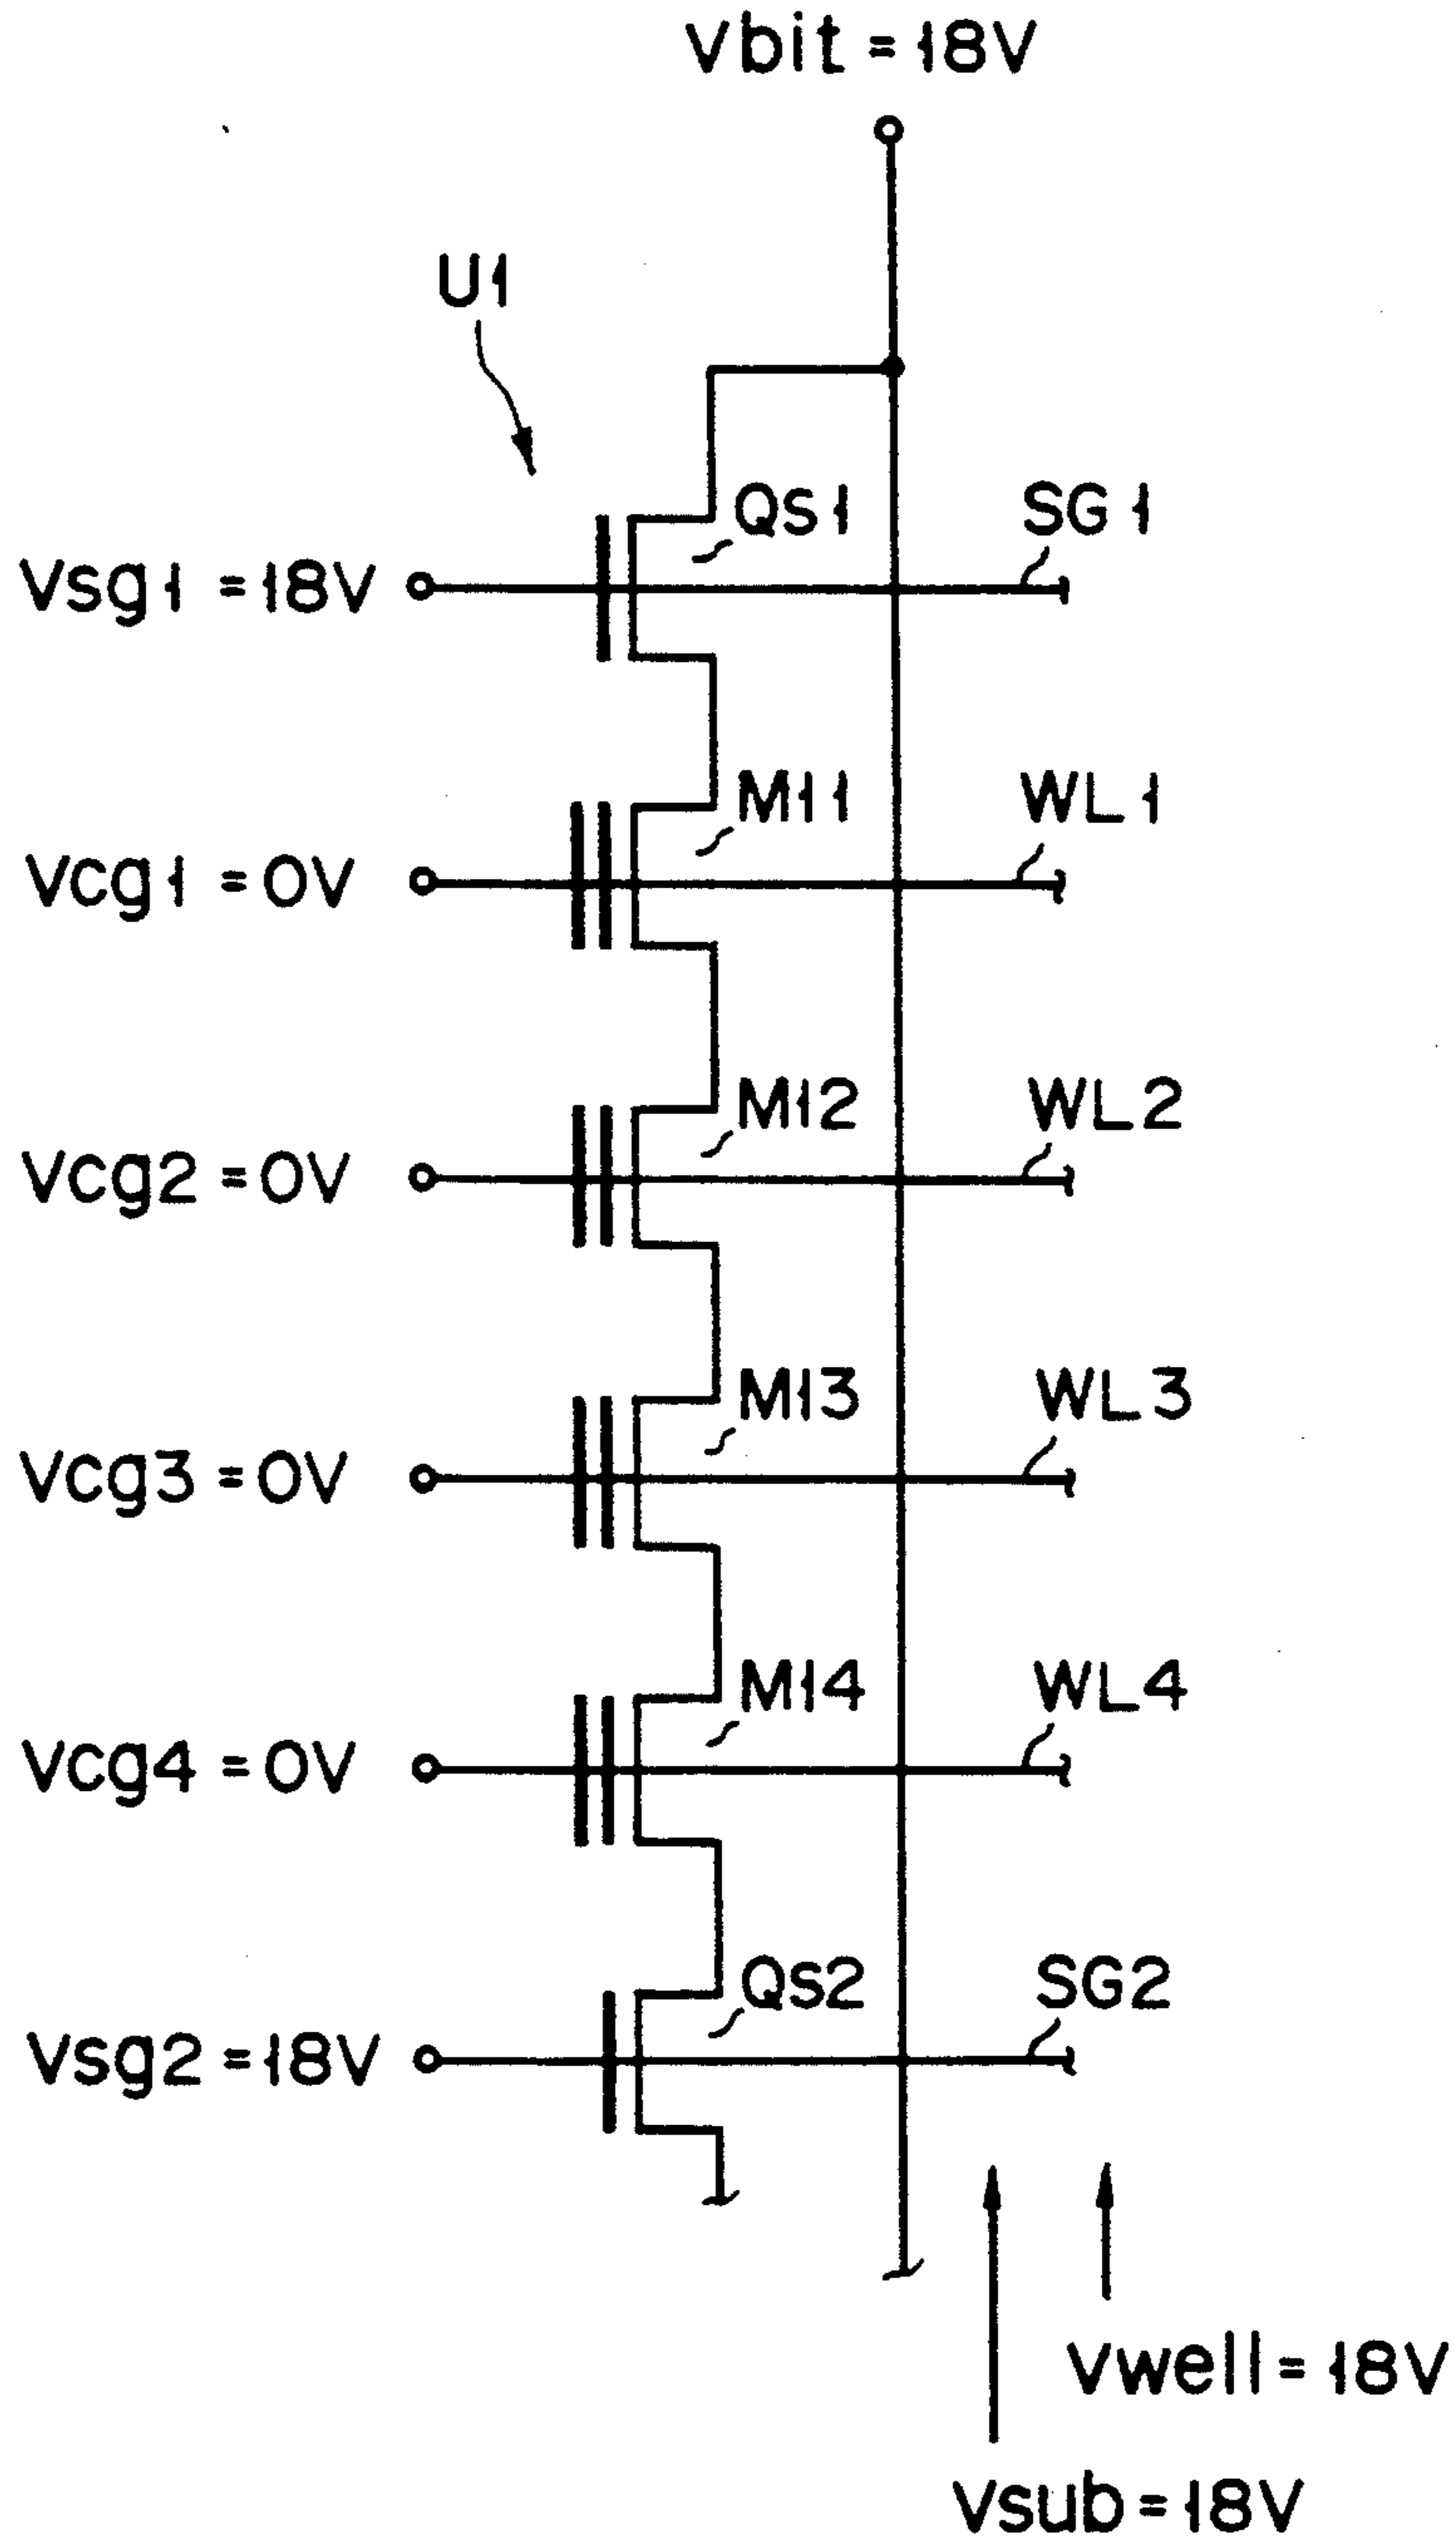 Vbit = 18V
U1
QS1
SG1
Vsg1 = 18V
M11
WL1
Vcg1 = 0V
M12
WL2
Vcg2 = 0V
M13
WL3
Vcg3 = 0V
M14
WL4
Vcg4 = 0V
QS2
SG2
Vsg2 = 18V
Vwell = 18V
Vsub = 18V